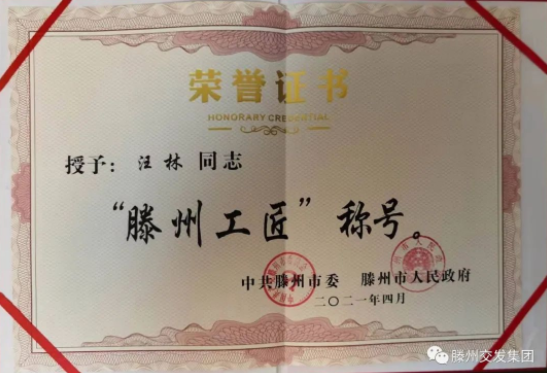 荣誉证书
HONORARY CREDENTIAL
授予：汪林同志
“滕州工匠”称号。
中共滕州市委 滕州市人民政府
二〇二一年四月
滕州交发集团